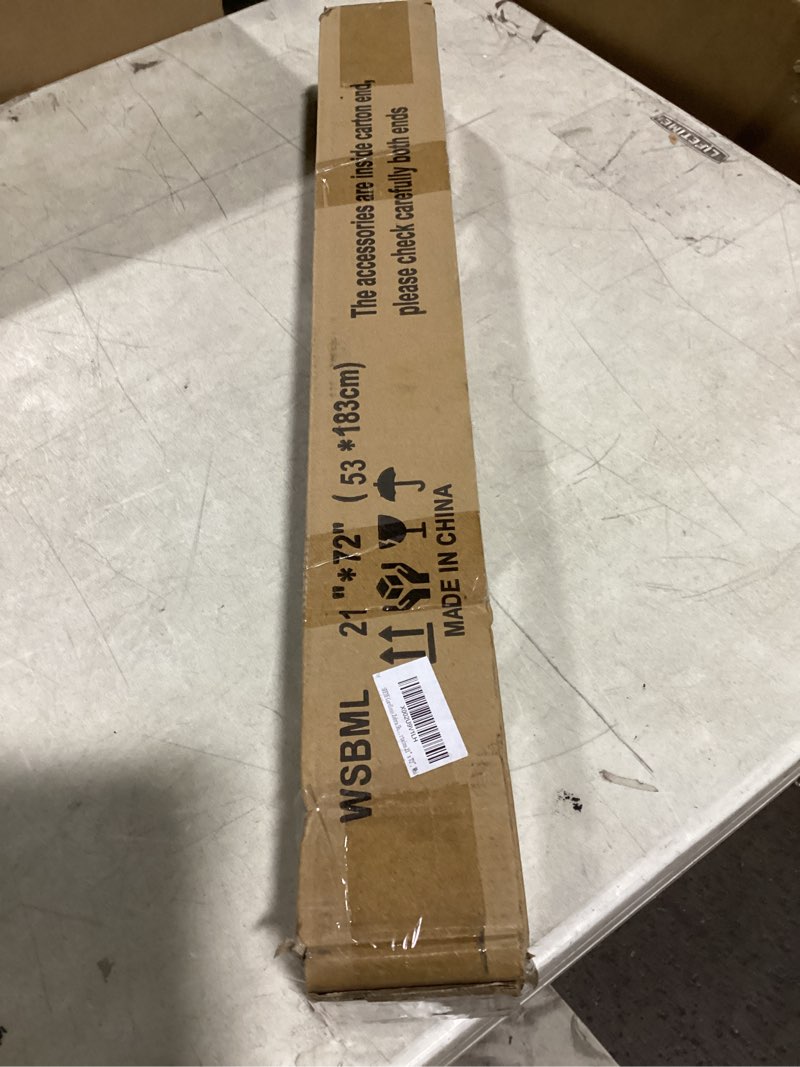 The accessories are inside carton end,
please check carefully both ends
WSBML 21"*72" (53*183cm)
MADE IN CHINA
LIFETIME